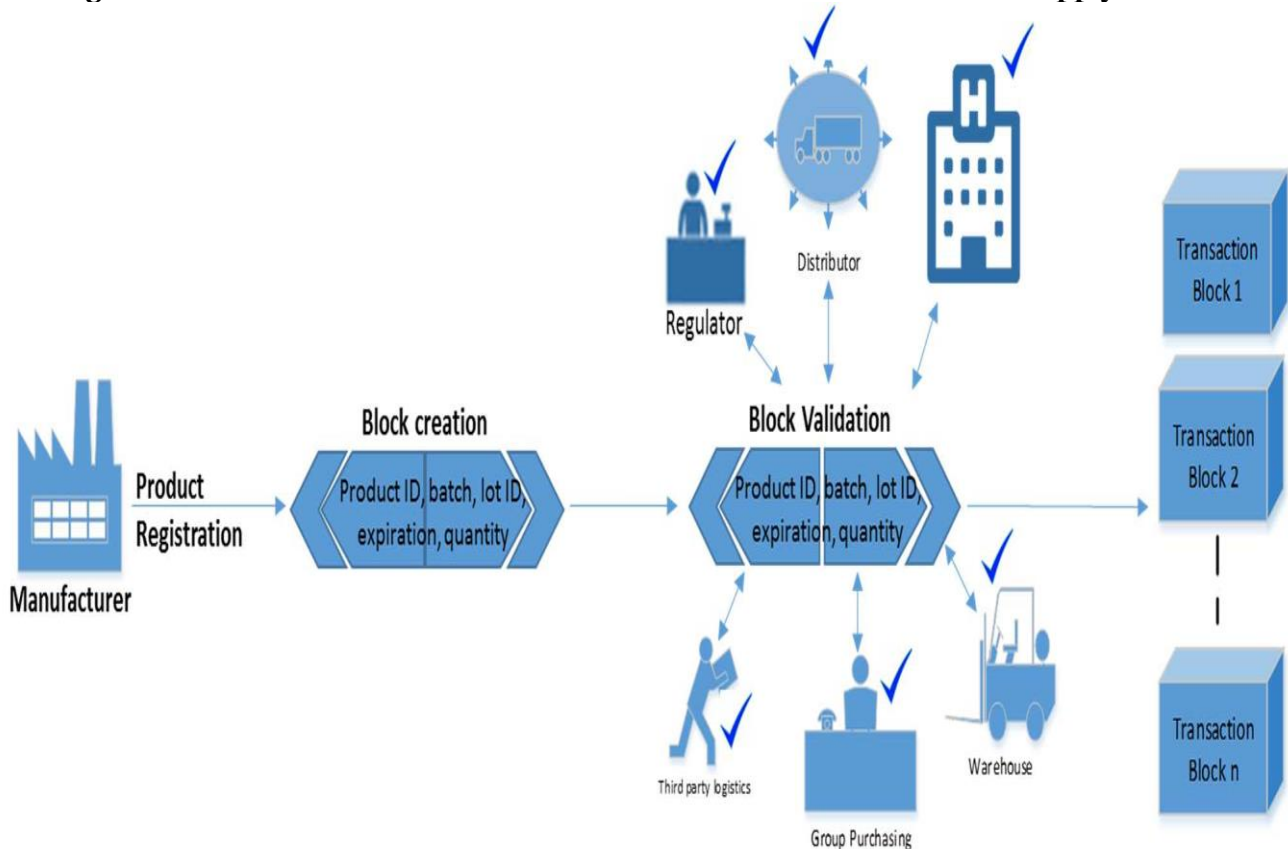 Regulator
Distributor
Manufacturer
Product
Registration
Block creation
Product ID, batch, lot ID,
expiration, quantity
Block Validation
Product ID, batch, lot ID,
expiration, quantity
Third party logistics
Group Purchasing
Warehouse
Transaction
Block 1
Transaction
Block 2
Transaction
Block n